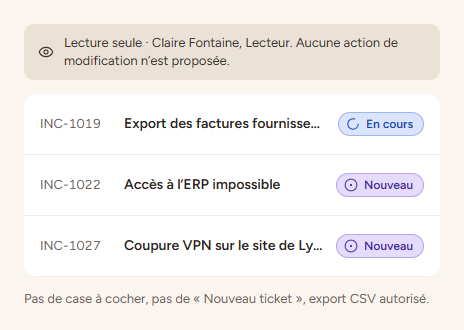 Lecture seule · Claire Fontaine, Lecteur. Aucune action de
modification n’est proposée.
INC-1019 Export des factures fournisse… En cours
INC-1022 Accès à l’ERP impossible Nouveau
INC-1027 Coupure VPN sur le site de Ly… Nouveau
Pas de case à cocher, pas de « Nouveau ticket », export CSV autorisé.